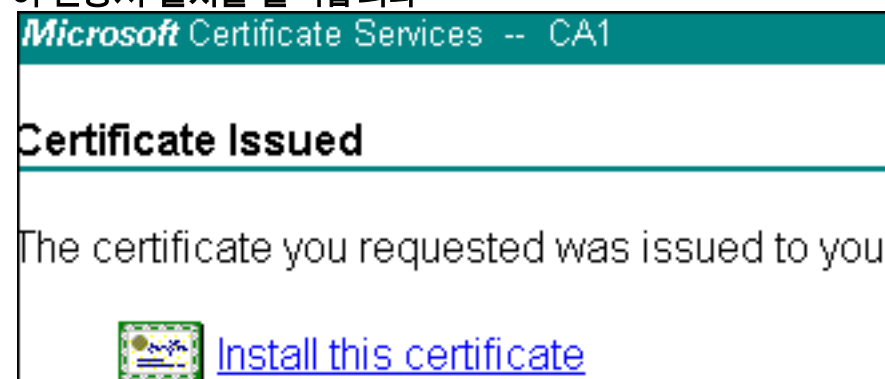 Microsoft Certificate Services -- CA1
Certificate Issued
The certificate you requested was issued to you
Install this certificate